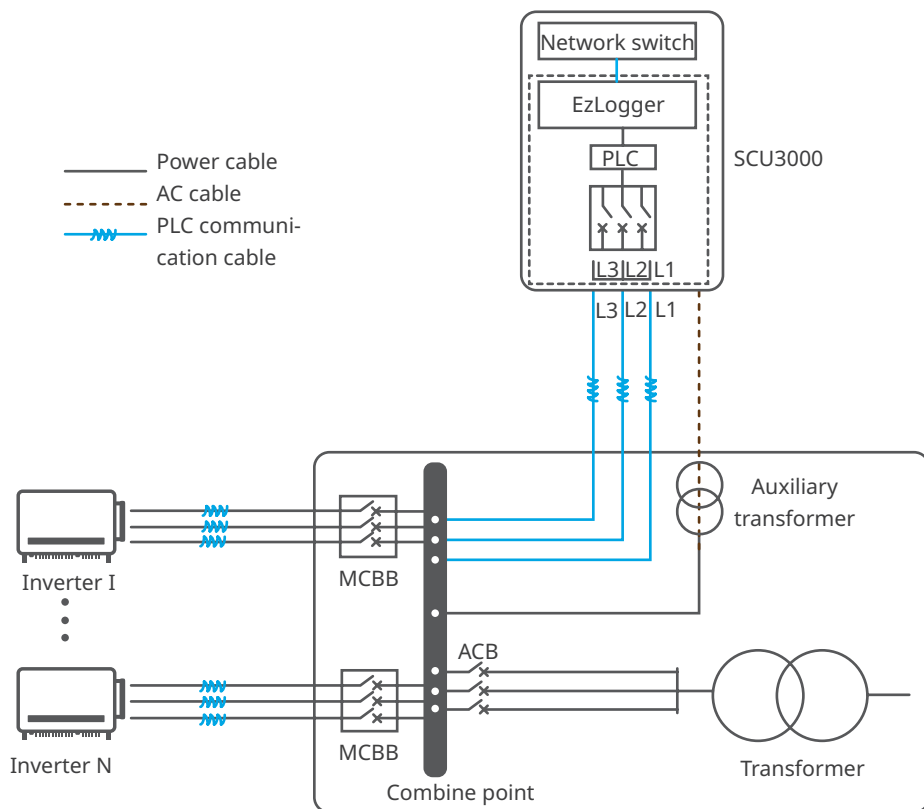 Network switch
EzLogger
PLC
SCU3000
Power cable
AC cable
PLC communi-
cation cable
L3 L2 L1
L3 L2 L1
Auxiliary
transformer
MCBB
Inverter I
ACB
MCBB
Inverter N
Transformer
Combine point